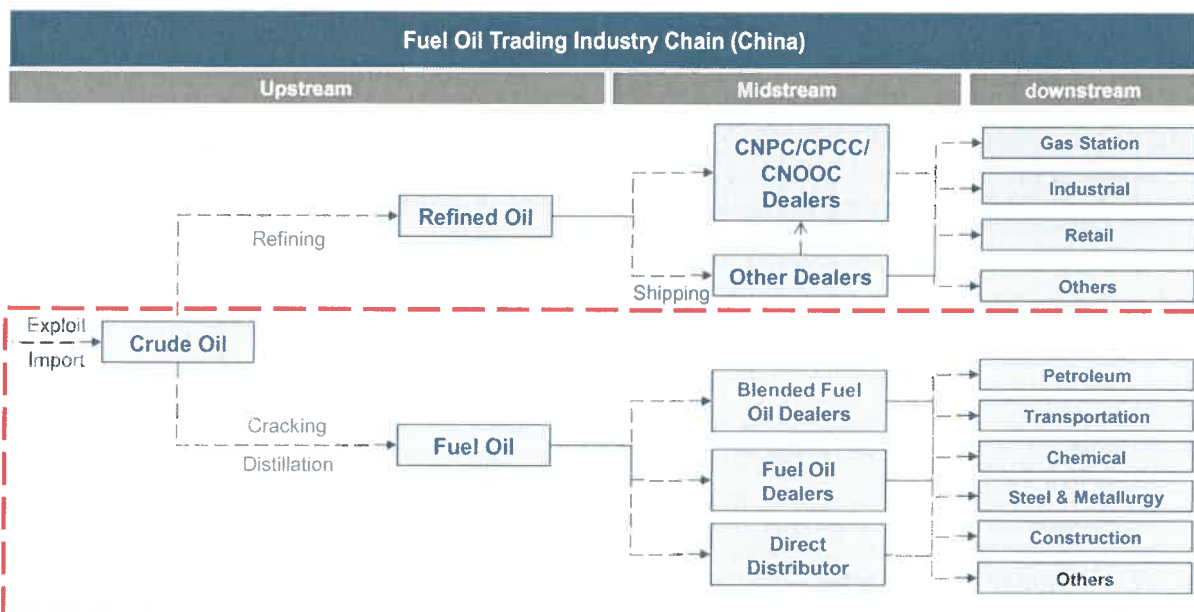 Fuel Oil Trading Industry Chain (China)
Upstream
Midstream
downstream
CNPC/CPCC/
CNOOC
Dealers
Gas Station
Industrial
Refined Oil
Refining
Retail
Shipping
Other Dealers
Others
Exploit
Import
Crude Oil
Blended Fuel
Oil Dealers
Petroleum
Transportation
Cracking
Distillation
Fuel Oil
Fuel Oil
Dealers
Chemical
Steel & Metallurgy
Direct
Distributor
Construction
Others